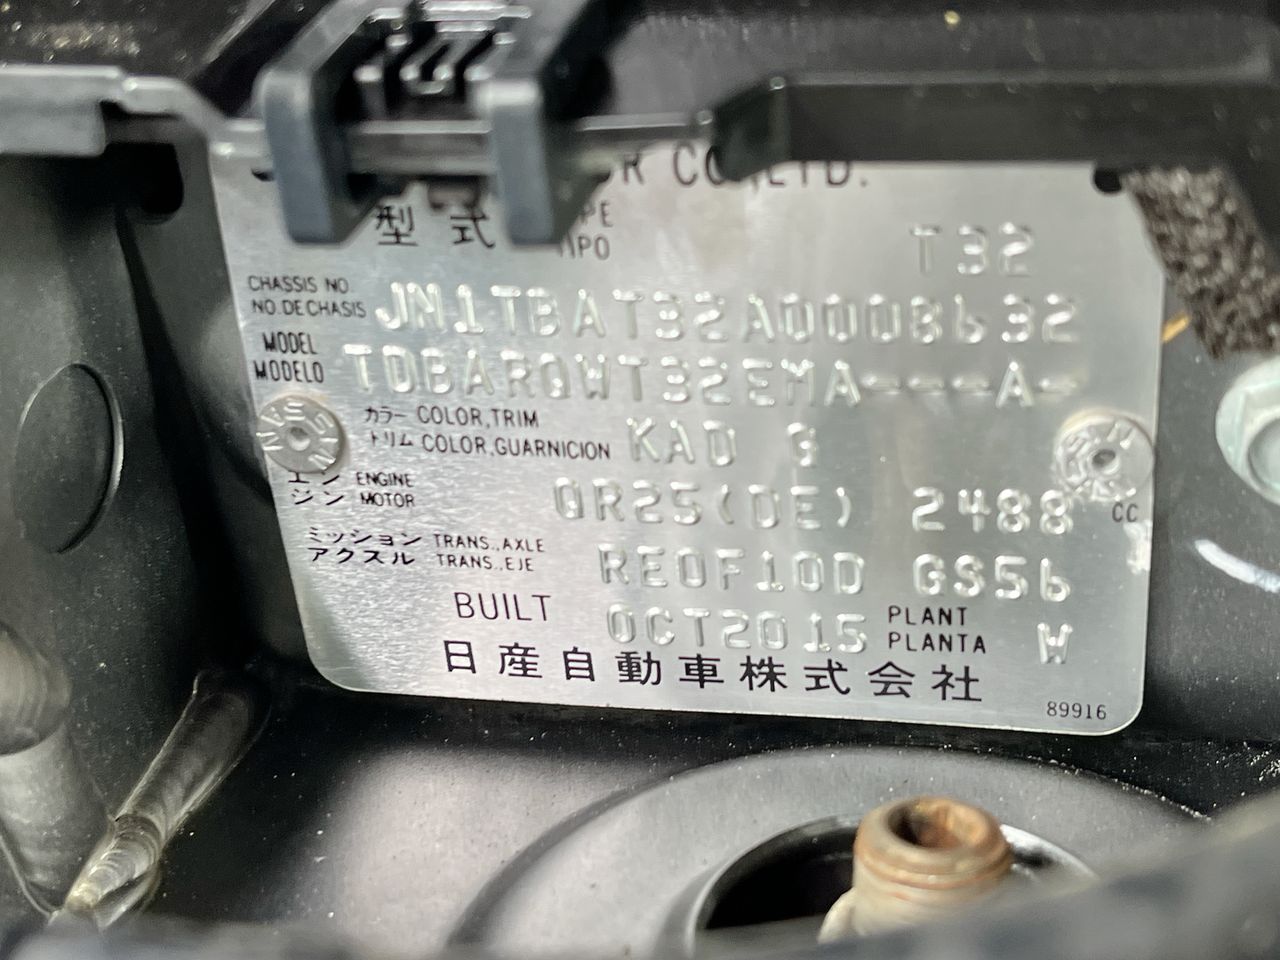 R CO.,LTD.
型 式 PE T32
TIPO
CHASSIS NO.
NO. DE CHASIS JN1TBAT32A0008632
MODEL
MODELO TDBARQWT32EMA----A-
カラー COLOR,TRIM
トリム COLOR,GUARNICION KAD G
エン ENGINE
ジン MOTOR QR25(DE) 2488 CC
ミッション TRANS.,AXLE
アクスル TRANS.,EJE RE0F10D GS56
BUILT OCT2015 PLANT
PLANTA W
日産自動車株式会社
89916